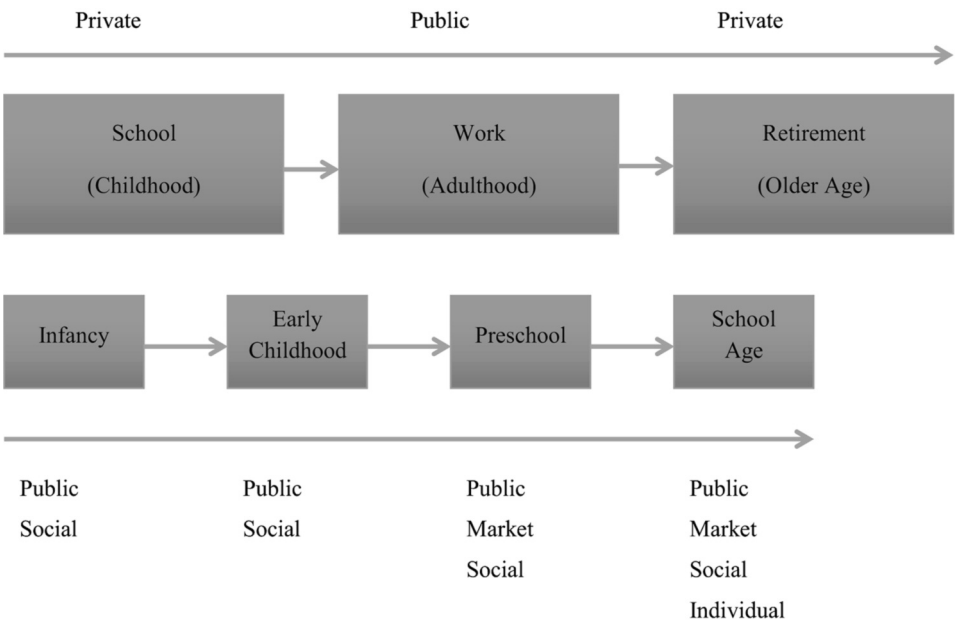 Private Public Private
School Work Retirement
(Childhood) (Adulthood) (Older Age)
Infancy
Early
Childhood
Preschool
School
Age
Public Public Public Public
Social Social Market Market
Social Social
Individual